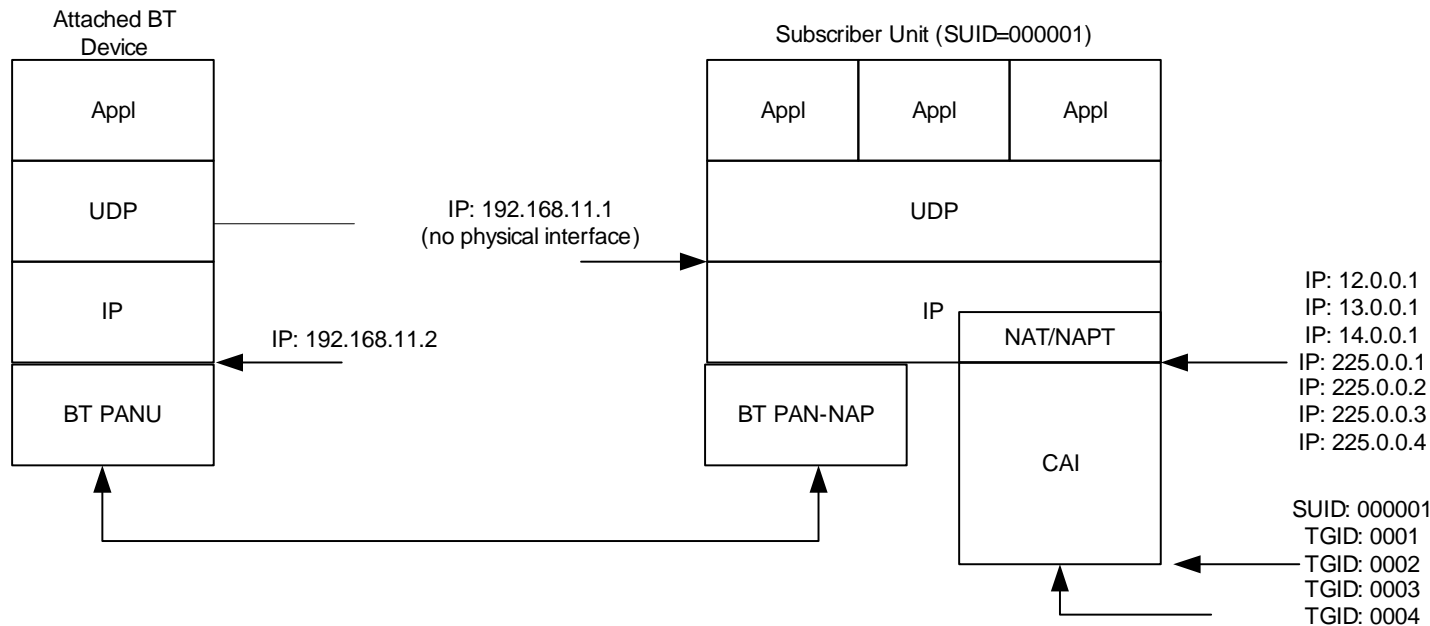 Attached BT
Device
Appl
UDP
IP
BT PANU
IP: 192.168.11.2
IP: 192.168.11.1
(no physical interface)
Subscriber Unit (SUID=000001)
Appl
Appl
Appl
UDP
IP
NAT/NAPT
BT PAN-NAP
CAI
IP: 12.0.0.1
IP: 13.0.0.1
IP: 14.0.0.1
IP: 225.0.0.1
IP: 225.0.0.2
IP: 225.0.0.3
IP: 225.0.0.4
SUID: 000001
TGID: 0001
TGID: 0002
TGID: 0003
TGID: 0004